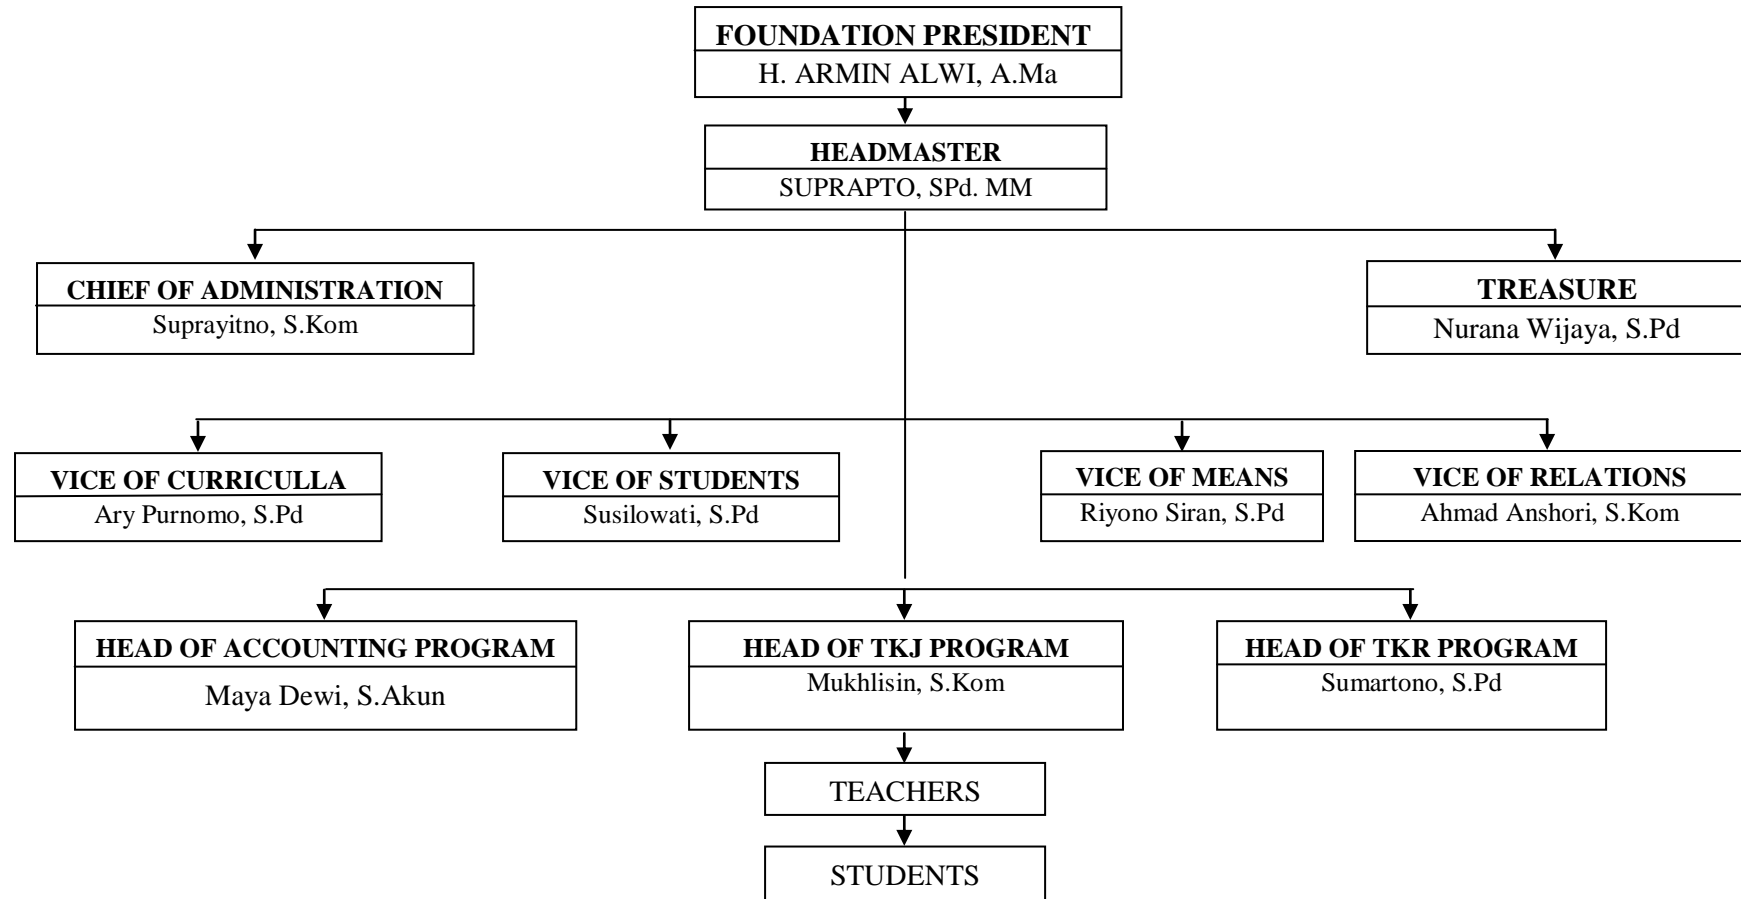 FOUNDATION PRESIDENT
H. ARMIN ALWI, A.Ma
HEADMASTER
SUPRAPTO, SPd. MM
CHIEF OF ADMINISTRATION
Suprayitno, S.Kom
TREASURE
Nurana Wijaya, S.Pd
VICE OF CURRICULLA
Ary Purnomo, S.Pd
VICE OF STUDENTS
Susilowati, S.Pd
VICE OF MEANS
Riyono Siran, S.Pd
VICE OF RELATIONS
Ahmad Anshori, S.Kom
HEAD OF ACCOUNTING PROGRAM
Maya Dewi, S.Akun
HEAD OF TKJ PROGRAM
Mukhlisin, S.Kom
HEAD OF TKR PROGRAM
Sumartono, S.Pd
TEACHERS
STUDENTS